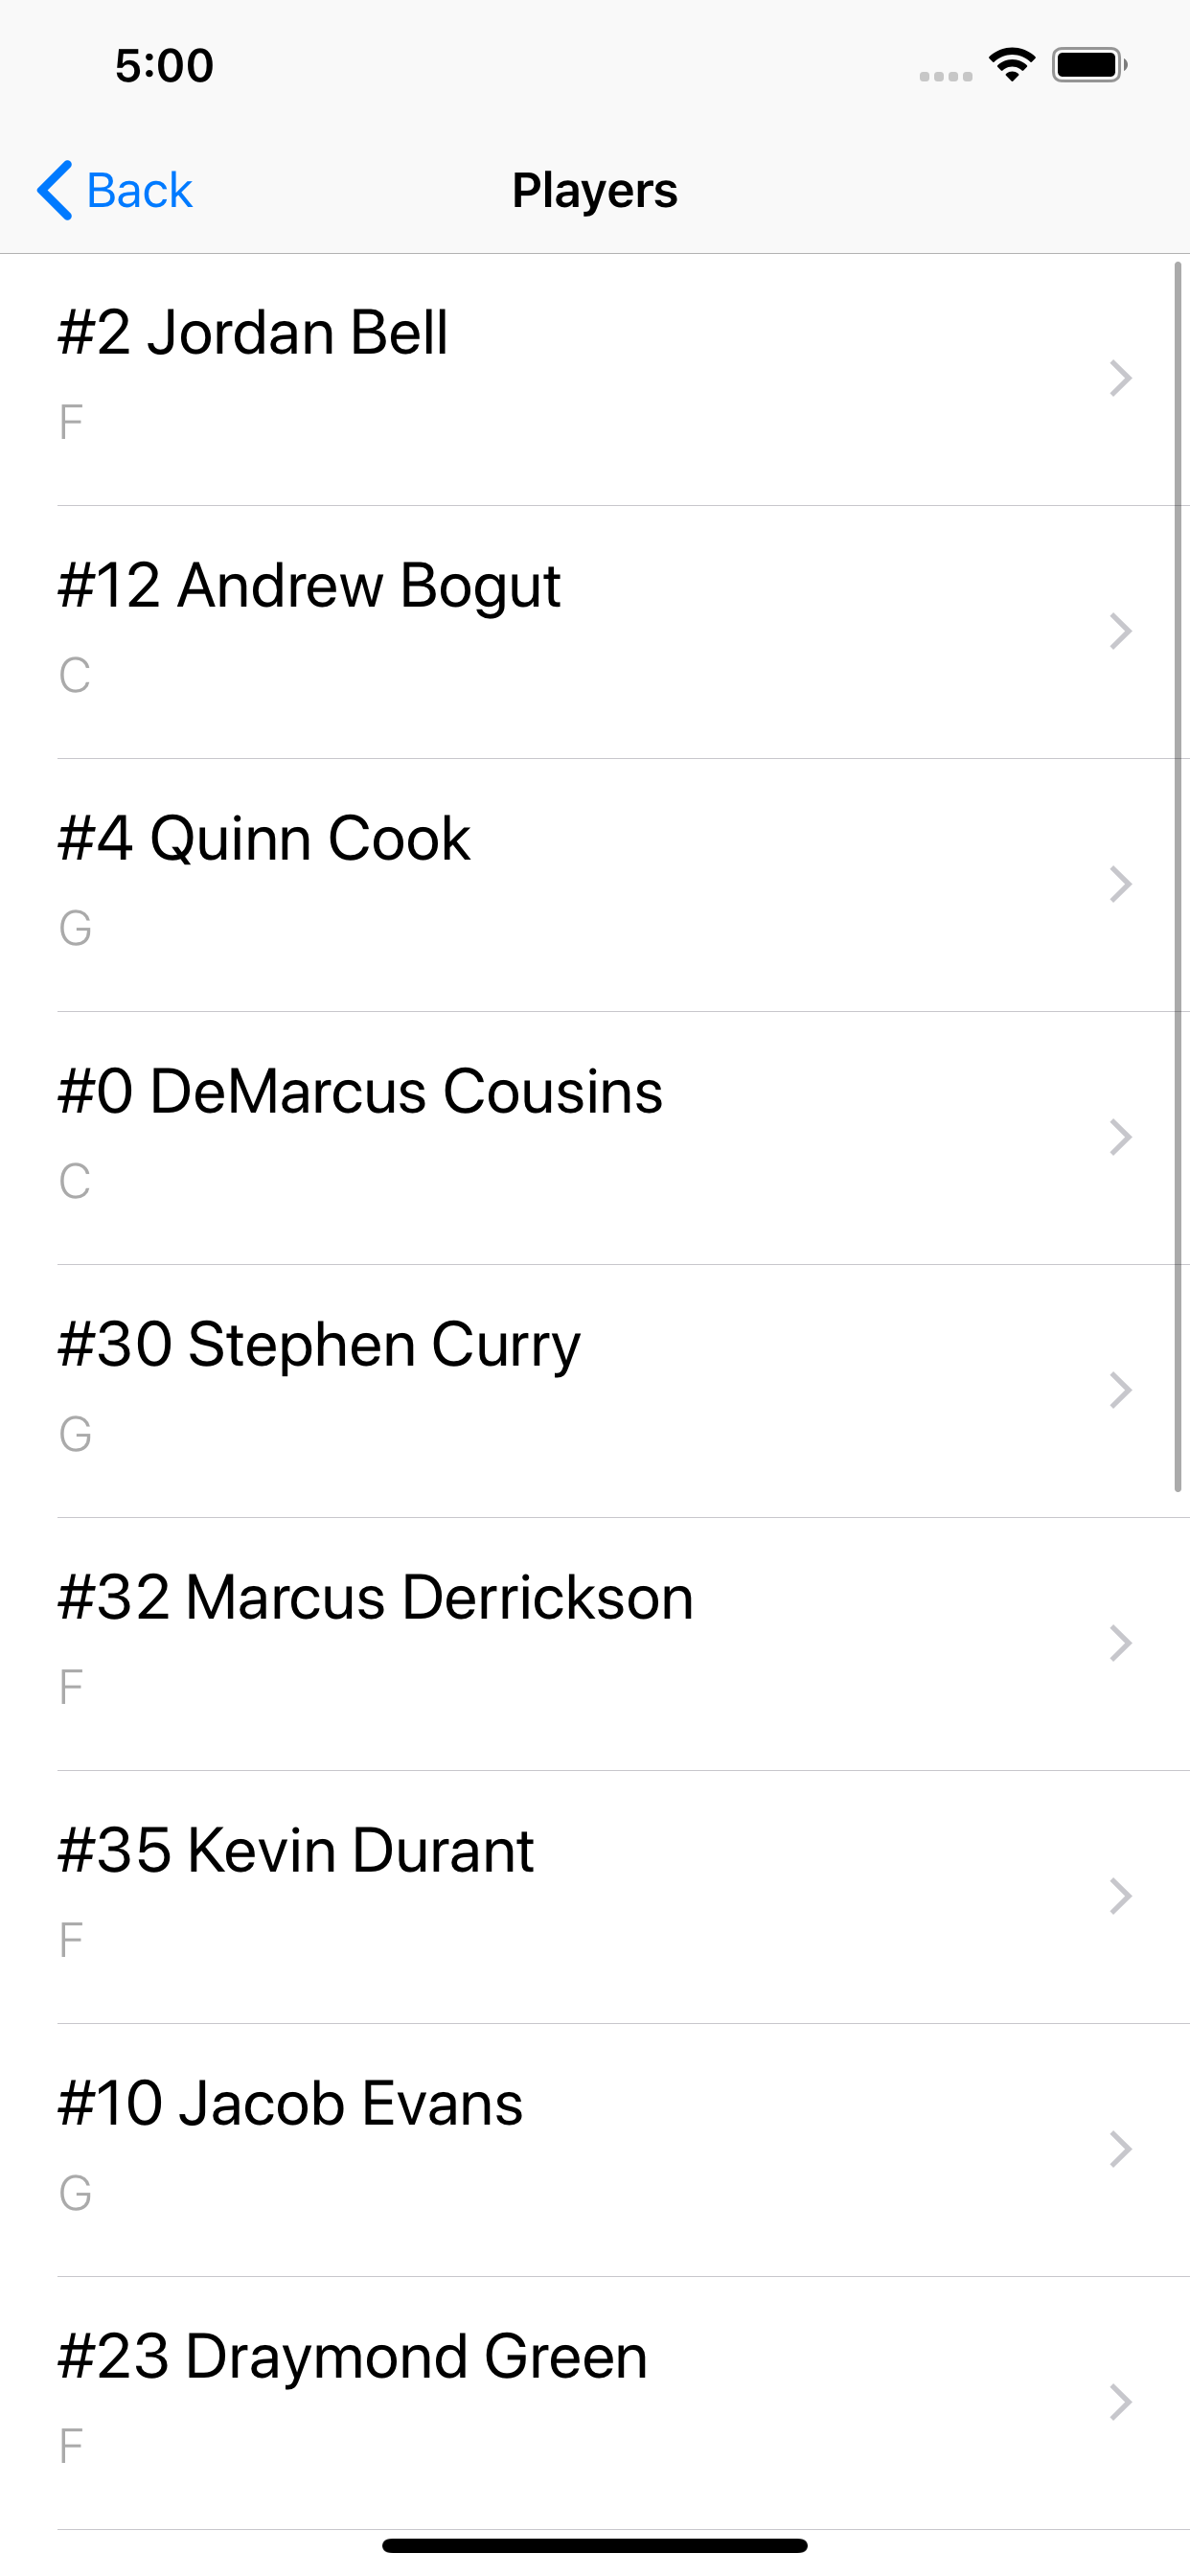 5:00
Back
Players
#2 Jordan Bell
F
#12 Andrew Bogut
C
#4 Quinn Cook
G
#0 DeMarcus Cousins
C
#30 Stephen Curry
G
#32 Marcus Derrickson
F
#35 Kevin Durant
F
#10 Jacob Evans
G
#23 Draymond Green
F